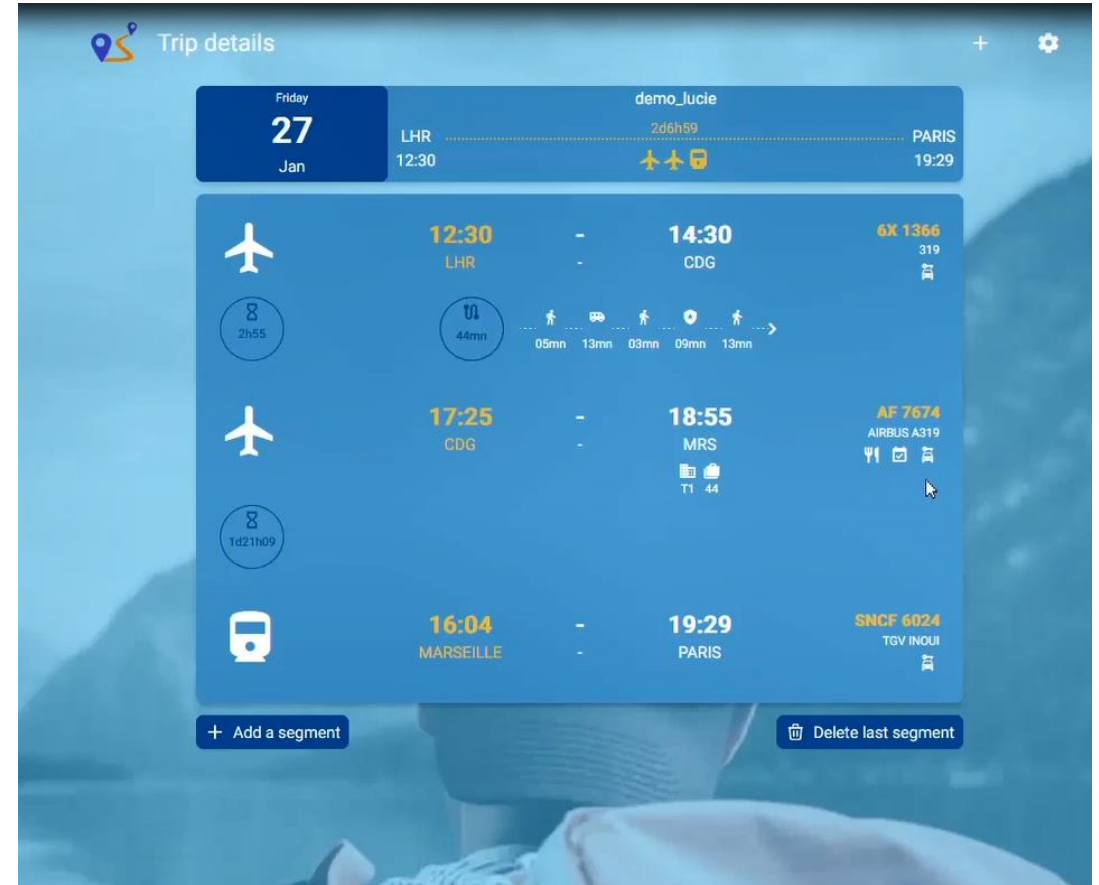 Trip details
+
Friday
27
Jan
demo_lucie
2d6h59
LHR
PARIS
12:30
19:29
12:30 - 14:30
LHR - CDG
6X 1366
319
2h55
44mn
05mn 13mn 03mn 09mn 13mn
17:25 - 18:55
CDG - MRS
AF 7674
AIRBUS A319
T1 44
1d21h09
16:04 - 19:29
MARSEILLE - PARIS
SNCF 6024
TGV INOUI
+ Add a segment
Delete last segment